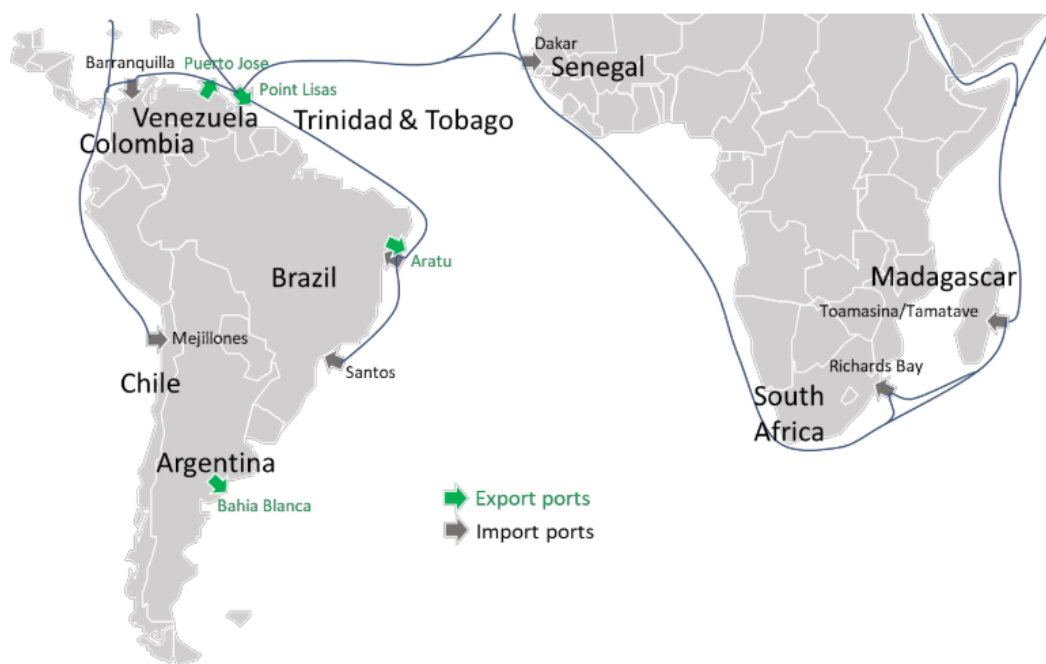 Dakar
Senegal
Barranquilla
Puerto Jose
Point Lisas
Venezuela
Trinidad & Tobago
Colombia
Brazil
Aratu
Madagascar
Toamasina/Tamatave
Mejillones
Santos
Richards Bay
Chile
South
Africa
Argentina
Bahia Blanca
Export ports
Import ports